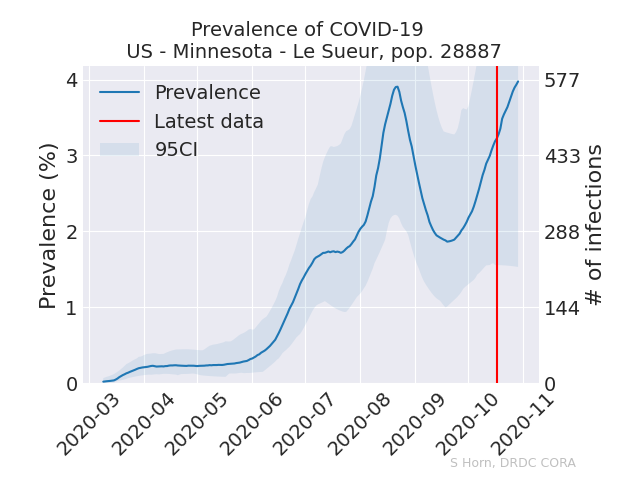 Prevalence of COVID-19
US - Minnesota - Le Sueur, pop. 28887
Prevalence
Latest data
95CI
Prevalence (%)
4
3
2
1
0
577
433
288
144
0
# of infections
2020-03
2020-04
2020-05
2020-06
2020-07
2020-08
2020-09
2020-10
2020-11
S Horn, DRDC CORA